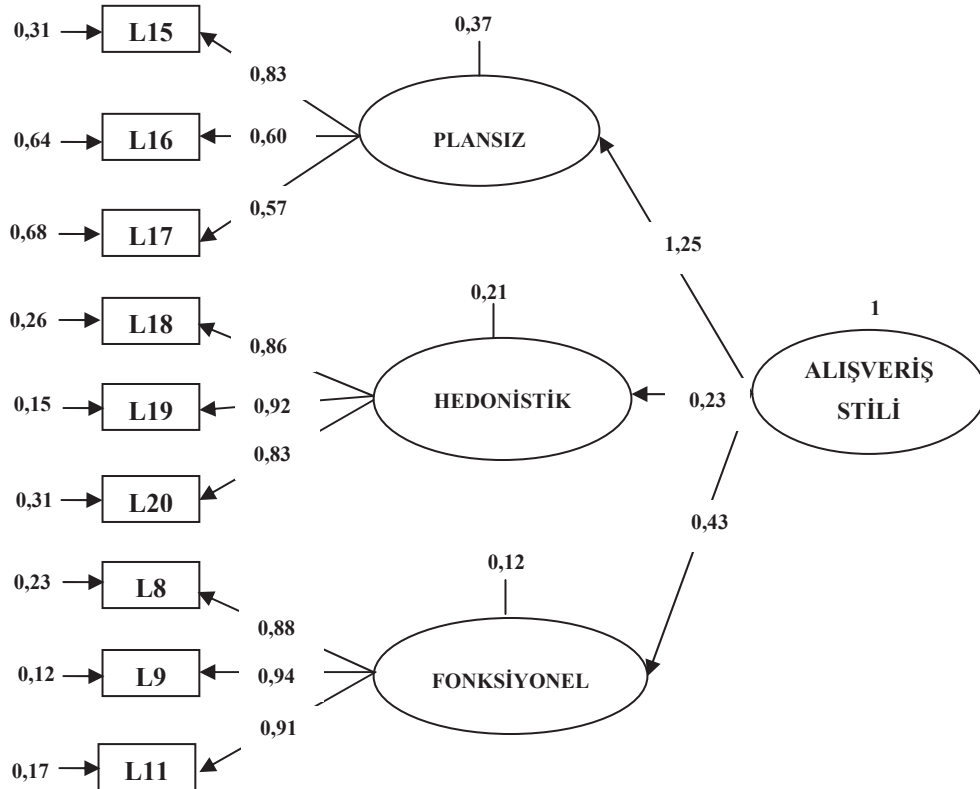 0,31
L15
0,83
0,37
0,64
L16
0,60
PLANSIZ
0,68
L17
0,57
1,25
0,26
L18
0,86
0,21
1
0,15
L19
0,92
HEDONİSTİK
0,23
ALIŞVERİŞ
STİLİ
0,31
L20
0,83
0,43
0,23
L8
0,88
0,12
0,12
L9
0,94
FONKSİYONEL
0,17
L11
0,91